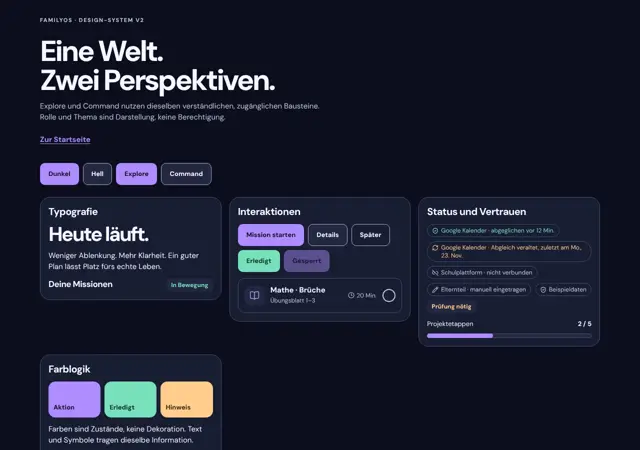 FAMILYOS · DESIGN-SYSTEM V2
Eine Welt.
Zwei Perspektiven.
Explore und Command nutzen dieselben verständlichen, zugänglichen Bausteine.
Rolle und Thema sind Darstellung, keine Berechtigung.
Zur Startseite
Dunkel
Hell
Explore
Command
Typografie
Heute läuft.
Weniger Ablenkung. Mehr Klarheit. Ein guter
Plan lässt Platz fürs echte Leben.
Deine Missionen
In Bewegung
Interaktionen
Mission starten
Details
Später
Erledigt
Gesperrt
Mathe · Brüche
Übungsblatt 1–3
20 Min.
Status und Vertrauen
Google Kalender · abgeglichen vor 12 Min.
Google Kalender · Abgleich veraltet, zuletzt am Mo.,
23. Nov.
Schulplattform · nicht verbunden
Elternteil · manuell eingetragen
Beispieldaten
Prüfung nötig
Projektetappen
2 / 5
Farblogik
Aktion
Erledigt
Hinweis
Farben sind Zustände, keine Dekoration. Text
und Symbole tragen dieselbe Information.